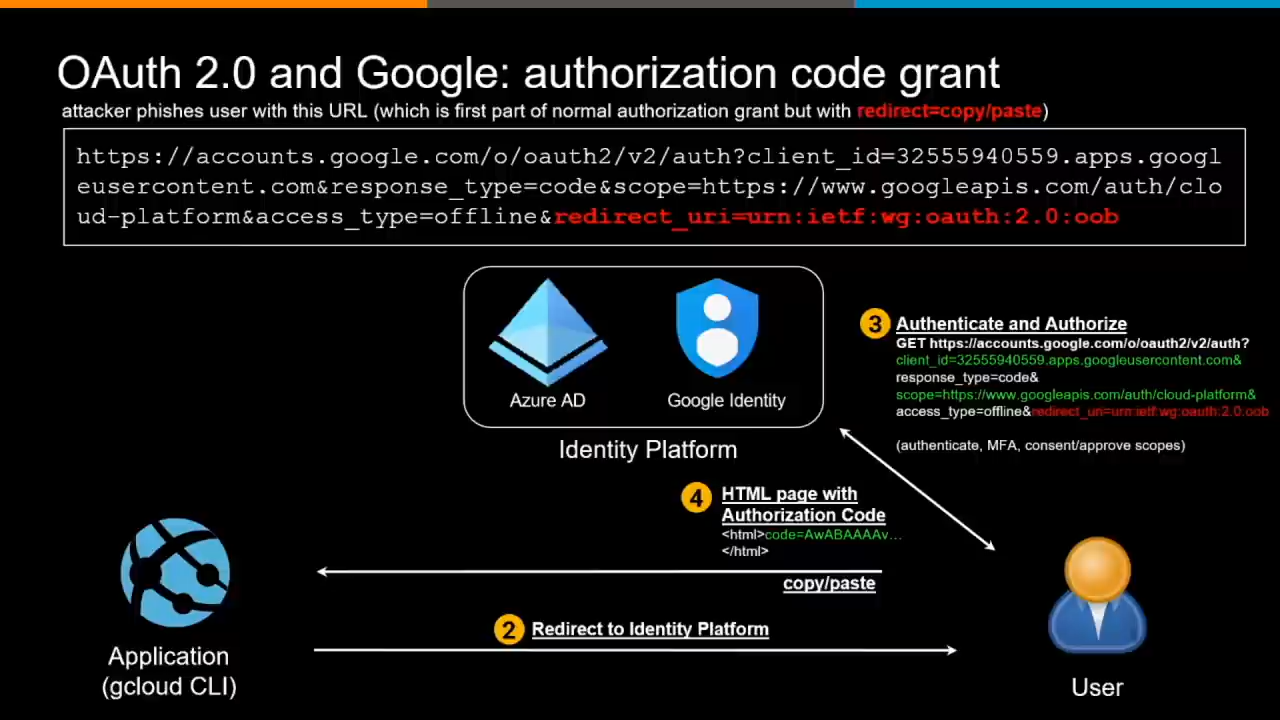 OAuth 2.0 and Google: authorization code grant
attacker phishes user with this URL (which is first part of normal authorization grant but with redirect=copy/paste)
https://accounts.google.com/o/oauth2/v2/auth?client_id=32555940559.apps.googl
eusercontent.com&response_type=code&scope=https://www.googleapis.com/auth/clo
ud-platform&access_type=offline&redirect_uri=urn:ietf:wg:oauth:2.0:oob
Azure AD
Google Identity
Identity Platform
3 Authenticate and Authorize
GET https://accounts.google.com/o/oauth2/v2/auth?
client_id=32555940559.apps.googleusercontent.com&
response_type=code&
scope=https://www.googleapis.com/auth/cloud-platform&
access_type=offline&redirect_uri=urn:ietf:wg:oauth:2.0:oob
(authenticate, MFA, consent/approve scopes)
4 HTML page with
Authorization Code
<html>code=AwABAAAAv...
</html>
copy/paste
2 Redirect to Identity Platform
Application
(gcloud CLI)
User